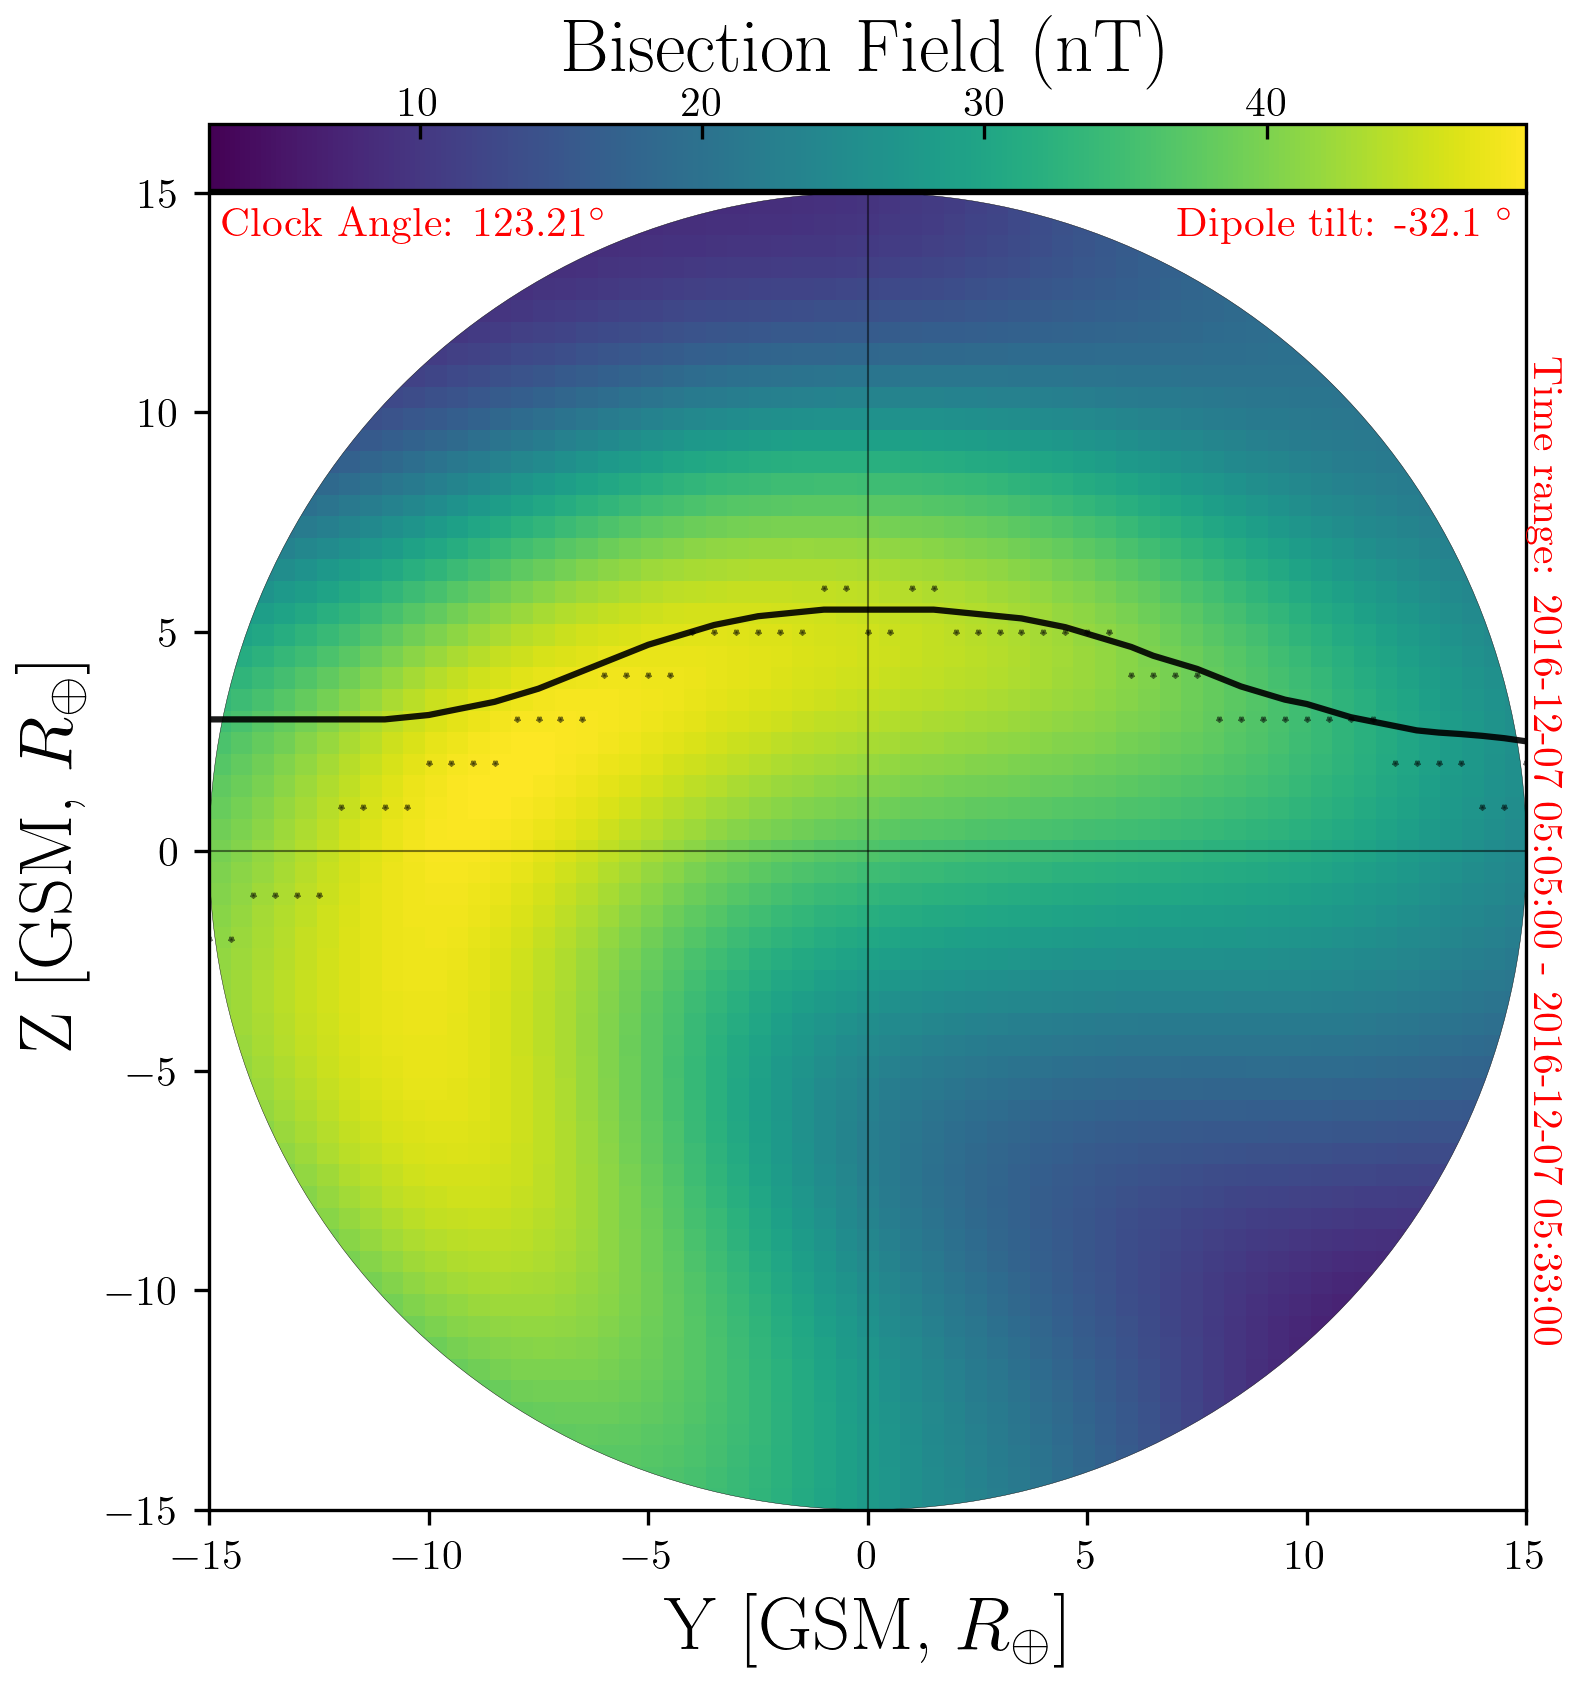 Bisection Field (nT)
10 20 30 40
Clock Angle: 123.21°
Dipole tilt: -32.1 °
Time range: 2016-12-07 05:05:00 - 2016-12-07 05:33:00
Z [GSM, R⊕]
15
10
5
0
−5
−10
−15
−15 −10 −5 0 5 10 15
Y [GSM, R⊕]